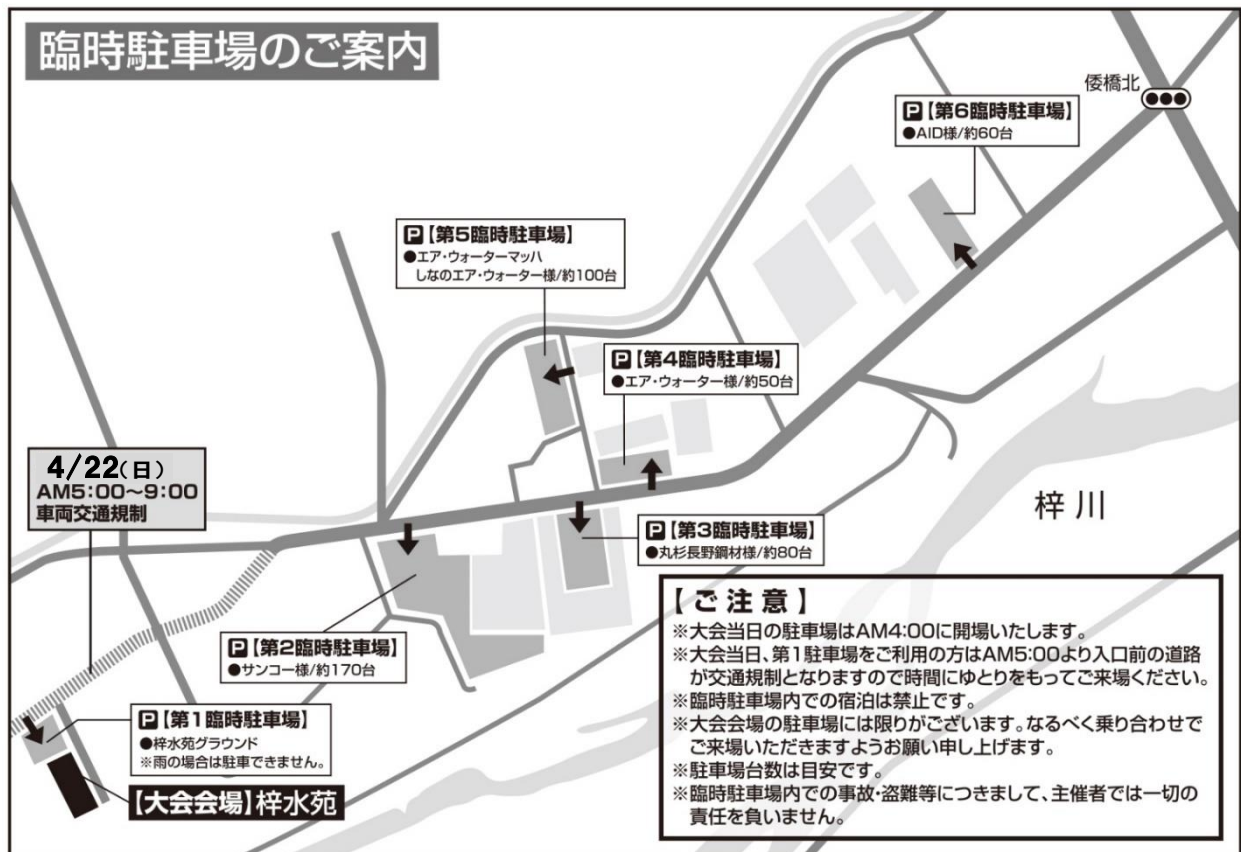 臨時駐車場のご案内
倭橋北
P【第6臨時駐車場】
●AID様/約60台
P【第5臨時駐車場】
●エア・ウォーターマッハ
しなのエア・ウォーター様/約100台
P【第4臨時駐車場】
●エア・ウォーター様/約50台
4/22(日)
AM5:00〜9:00
車両交通規制
梓川
P【第3臨時駐車場】
●丸杉長野鋼材様/約80台
P【第2臨時駐車場】
●サンコー様/約170台
P【第1臨時駐車場】
●梓水苑グラウンド
※雨の場合は駐車できません。
【大会会場】梓水苑
【ご注意】
※大会当日の駐車場はAM4:00に開場いたします。
※大会当日、第1駐車場をご利用の方はAM5:00より入口前の道路
が交通規制となりますので時間にゆとりをもってご来場ください。
※臨時駐車場内での宿泊は禁止です。
※大会会場の駐車場には限りがございます。なるべく乗り合わせで
ご来場いただきますようお願い申し上げます。
※駐車場台数は目安です。
※臨時駐車場内での事故・盗難等につきまして、主催者では一切の
責任を負いません。